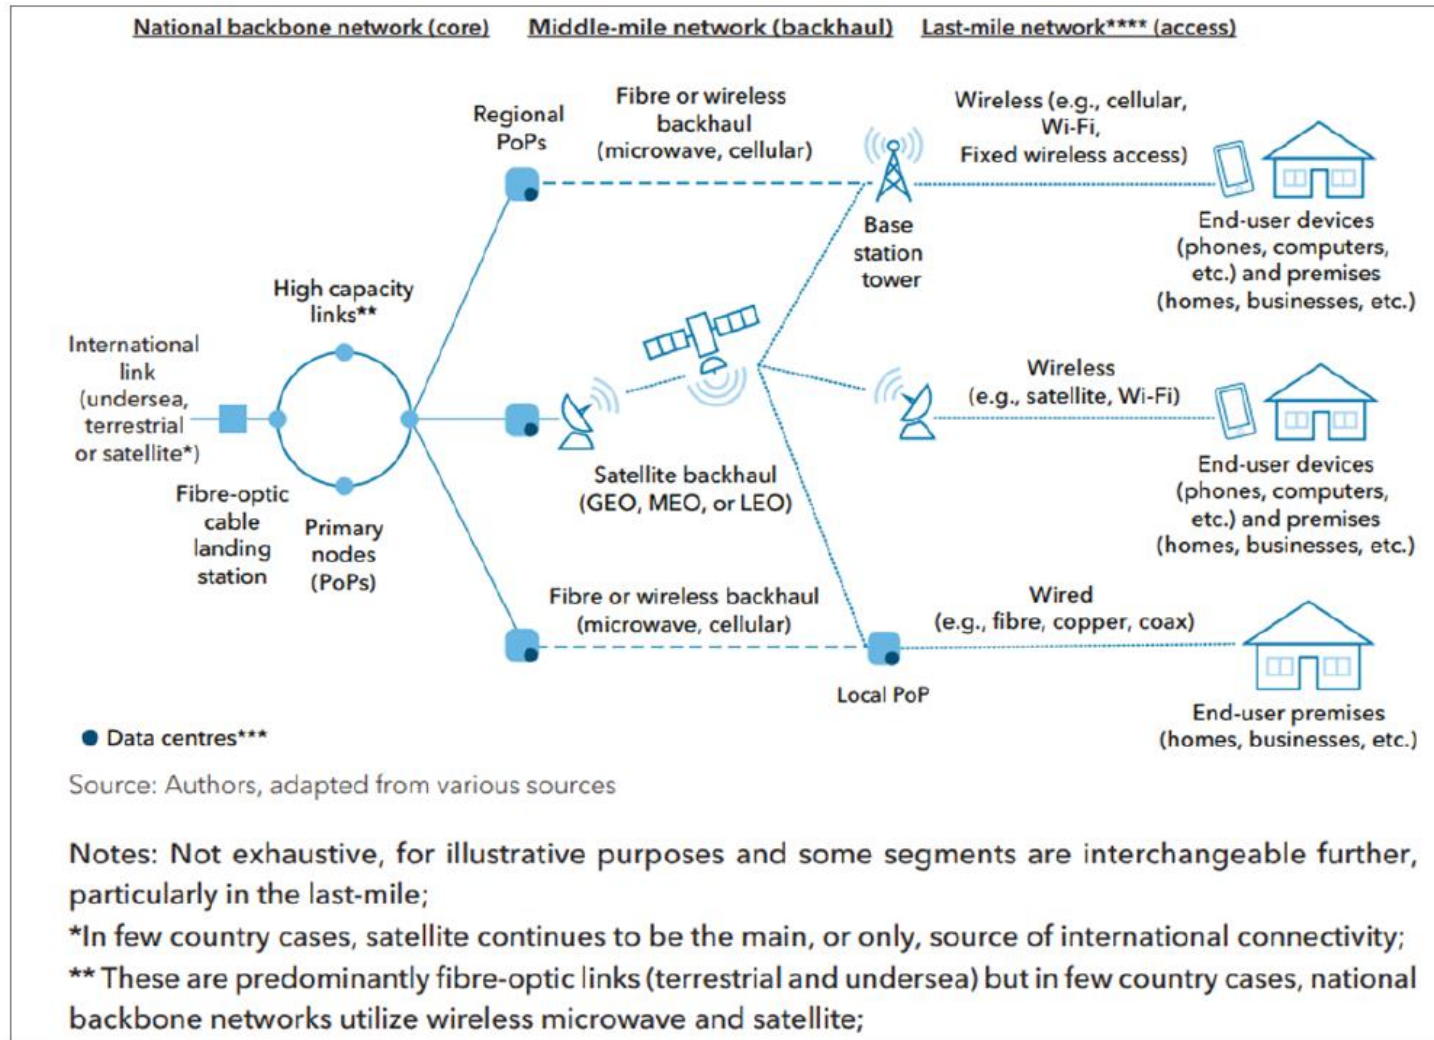 National backbone network (core)
Middle-mile network (backhaul)
Last-mile network**** (access)
Regional
PoPs
Fibre or wireless
backhaul
(microwave, cellular)
Wireless (e.g., cellular,
Wi-Fi,
Fixed wireless access)
Base
station
tower
End-user devices
(phones, computers,
etc.) and premises
(homes, businesses, etc.)
High capacity
links**
International
link
(undersea,
terrestrial
or satellite*)
Fibre-optic
cable
landing
station
Primary
nodes
(PoPs)
Satellite backhaul
(GEO, MEO, or LEO)
Wireless
(e.g., satellite, Wi-Fi)
End-user devices
(phones, computers,
etc.) and premises
(homes, businesses, etc.)
Fibre or wireless backhaul
(microwave, cellular)
Wired
(e.g., fibre, copper, coax)
Local PoP
End-user premises
(homes, businesses, etc.)
Data centres***
Source: Authors, adapted from various sources
Notes: Not exhaustive, for illustrative purposes and some segments are interchangeable further,
particularly in the last-mile;
*In few country cases, satellite continues to be the main, or only, source of international connectivity;
** These are predominantly fibre-optic links (terrestrial and undersea) but in few country cases, national
backbone networks utilize wireless microwave and satellite;